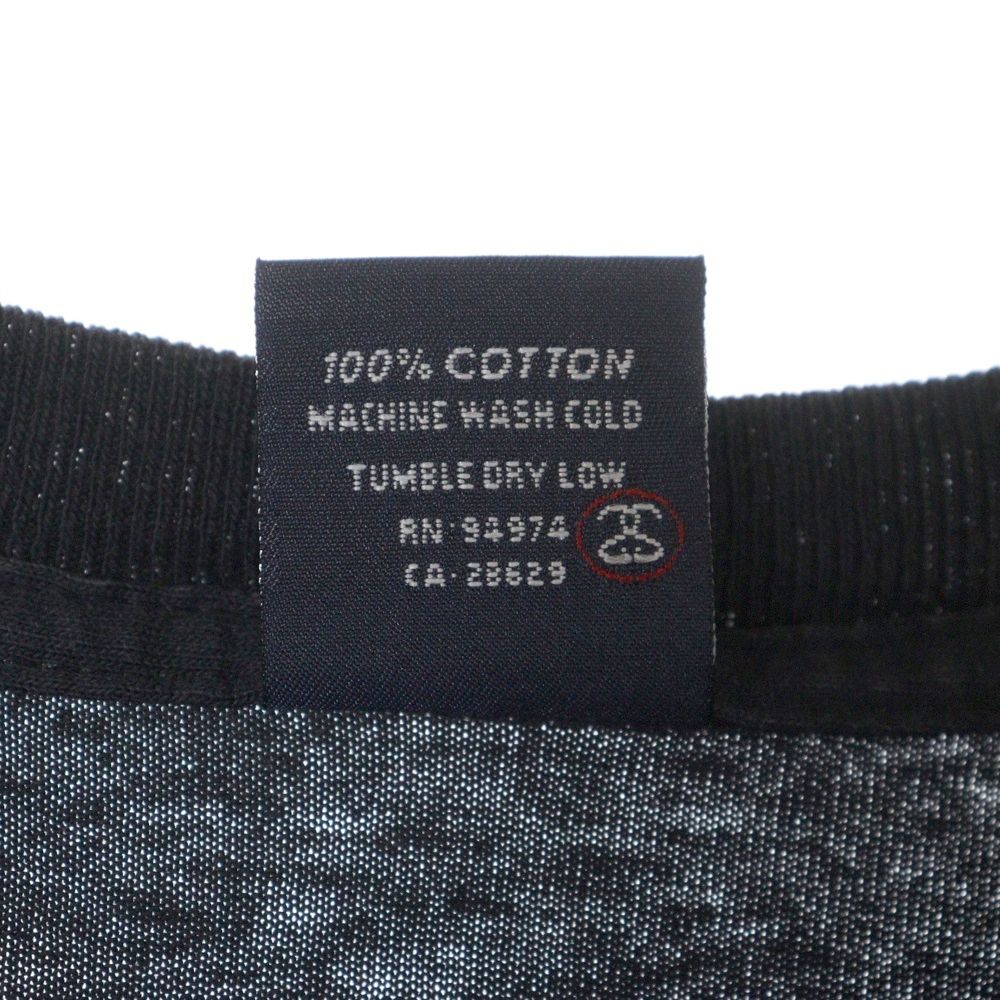 100% COTTON
MACHINE WASH COLD
TUMBLE DRY LOW
RN·94974
CA·28629